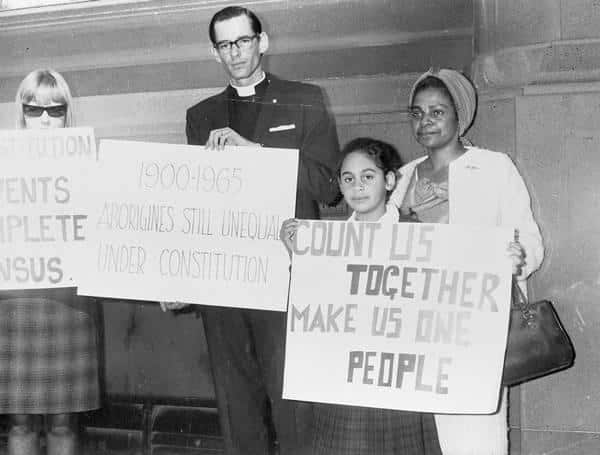 STITUTION
VENTS
MPLETE
NSUS.
1900-1965
ABORIGINES STILL UNEQUAL
UNDER CONSTITUTION
COUNT US
TOGETHER
MAKE US ONE
PEOPLE